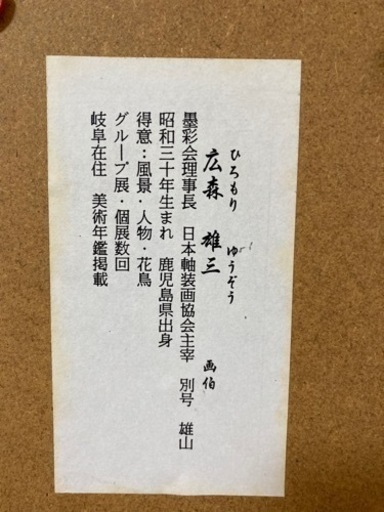 ひろもり ゆうぞう
広森 雄三 画伯
墨彩会理事長 日本軸装画協会主宰 別号 雄山
昭和三十年生まれ 鹿児島県出身
得意：風景・人物・花鳥
グループ展・個展数回
岐阜在住 美術年鑑掲載